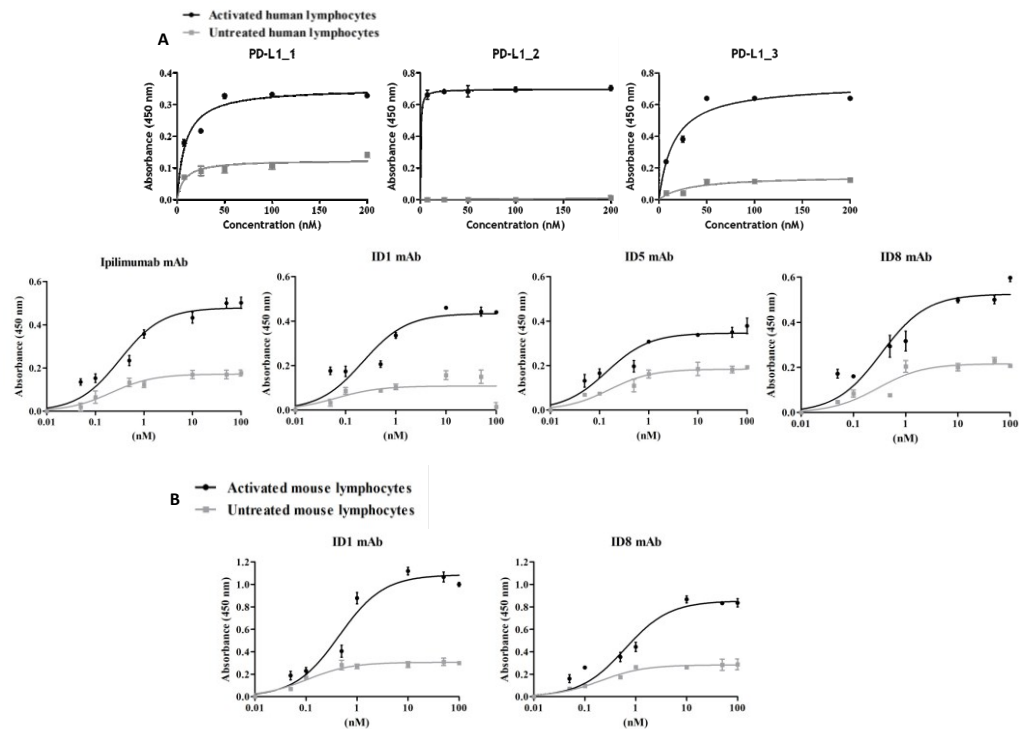 Activated human lymphocytes
Untreated human lymphocytes
A
PD-L1_1
PD-L1_2
PD-L1_3
Absorbance (450 nm)
0.4
0.3
0.2
0.1
0.0
0 50 100 150 200
Concentration (nM)
Absorbance (450 nm)
0.8
0.6
0.4
0.2
0.0
0 50 100 150 200
Concentration (nM)
Absorbance (450 nm)
0.8
0.6
0.4
0.2
0.0
0 50 100 150 200
Concentration (nM)
Ipilimumab mAb
Absorbance (450 nm)
0.6
0.4
0.2
0.0
0.01 0.1 1 10 100
(nM)
ID1 mAb
Absorbance (450 nm)
0.6
0.4
0.2
0.0
0.01 0.1 1 10 100
(nM)
ID5 mAb
Absorbance (450 nm)
0.6
0.4
0.2
0.0
0.01 0.1 1 10 100
(nM)
ID8 mAb
Absorbance (450 nm)
0.6
0.4
0.2
0.0
0.01 0.1 1 10 100
(nM)
B
Activated mouse lymphocytes
Untreated mouse lymphocytes
ID1 mAb
Absorbance (450 nm)
1.2
1.0
0.8
0.6
0.4
0.2
0.0
0.01 0.1 1 10 100
(nM)
ID8 mAb
Absorbance (450 nm)
1.2
1.0
0.8
0.6
0.4
0.2
0.0
0.01 0.1 1 10 100
(nM)